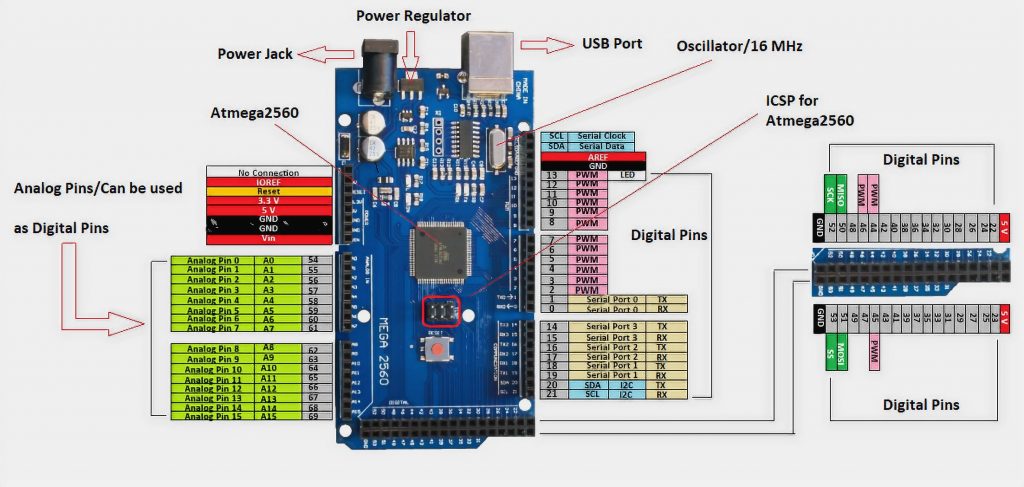 Power Regulator
Power Jack
USB Port
Oscillator/16 MHz
Atmega2560
ICSP for
Atmega2560
Analog Pins/Can be used
as Digital Pins
No Connection
IOREF
Reset
3.3 V
5 V
GND
GND
Vin
Analog Pin 0 A0 54
Analog Pin 1 A1 55
Analog Pin 2 A2 56
Analog Pin 3 A3 57
Analog Pin 4 A4 58
Analog Pin 5 A5 59
Analog Pin 6 A6 60
Analog Pin 7 A7 61
Analog Pin 8 A8 62
Analog Pin 9 A9 63
Analog Pin 10 A10 64
Analog Pin 11 A11 65
Analog Pin 12 A12 66
Analog Pin 13 A13 67
Analog Pin 14 A14 68
Analog Pin 15 A15 69
MADE IN
CHINA
ANALOG IN
MEGA 2560
RESET
COMMUNICATION
SCL Serial Clock
SDA Serial Data
AREF
GND
13 PWM LED
12 PWM
11 PWM
10 PWM
9 PWM
8 PWM
7 PWM
6 PWM
5 PWM
4 PWM
3 PWM
2 PWM
1 Serial Port 0 TX
0 Serial Port 0 RX
14 Serial Port 3 TX
15 Serial Port 3 RX
16 Serial Port 2 TX
17 Serial Port 2 RX
18 Serial Port 1 TX
19 Serial Port 1 RX
20 SDA I2C TX
21 SCL I2C RX
Digital Pins
Digital Pins
SCK MISO PWM PWM
GND 52 50 48 46 44 42 40 38 36 34 32 30 28 26 24 22 5 V
GND 53 51 49 47 45 43 41 39 37 35 33 31 29 27 25 23 5 V
SS MOSI PWM
Digital Pins